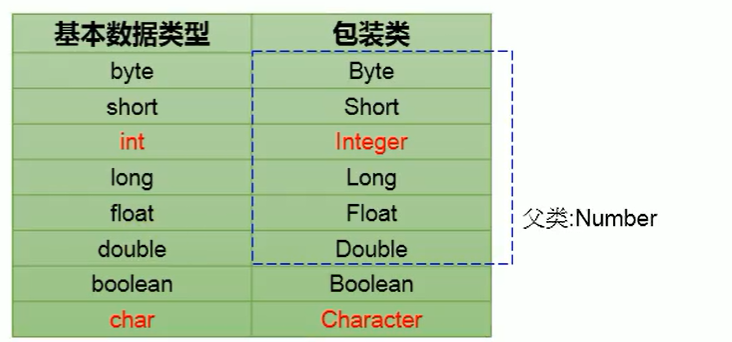 基本数据类型 包装类
byte Byte
short Short
int Integer
long Long
float Float
父类:Number
double Double
boolean Boolean
char Character